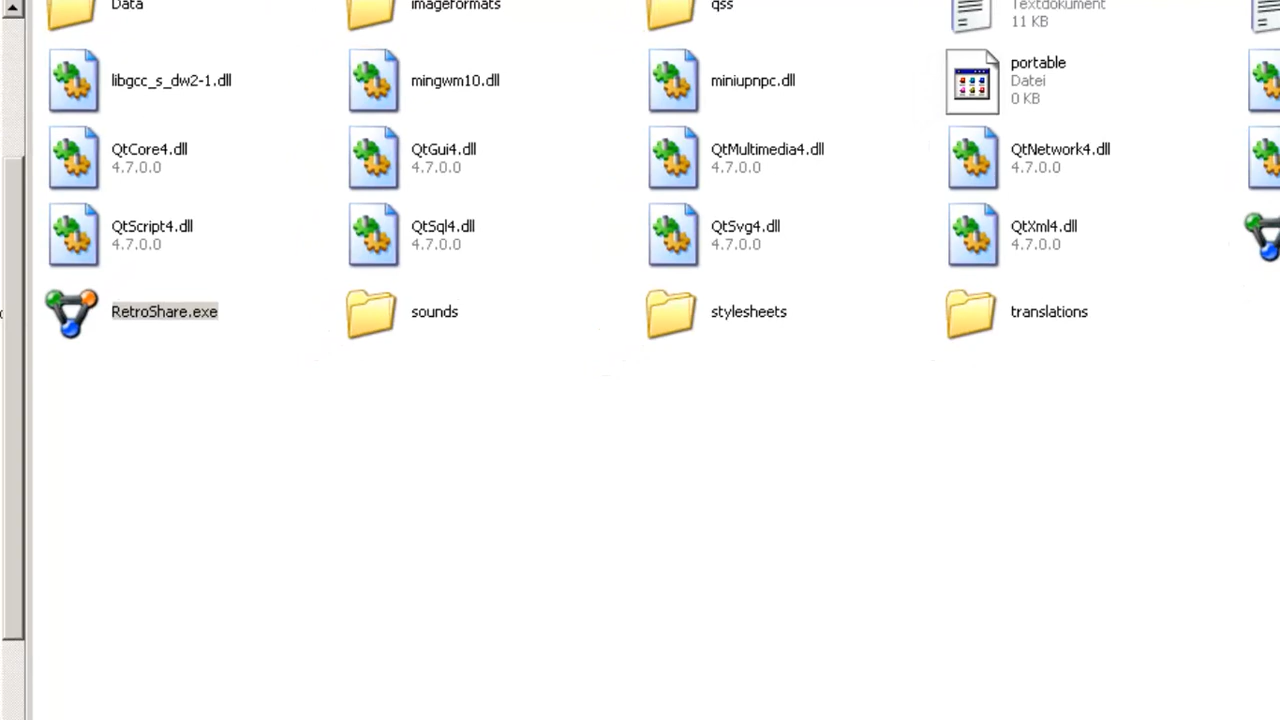 Data
imageformats
qss
Textdokument
11 KB
libgcc_s_dw2-1.dll
mingwm10.dll
miniupnpc.dll
portable
Datei
0 KB
QtCore4.dll
4.7.0.0
QtGui4.dll
4.7.0.0
QtMultimedia4.dll
4.7.0.0
QtNetwork4.dll
4.7.0.0
QtScript4.dll
4.7.0.0
QtSql4.dll
4.7.0.0
QtSvg4.dll
4.7.0.0
QtXml4.dll
4.7.0.0
RetroShare.exe
sounds
stylesheets
translations